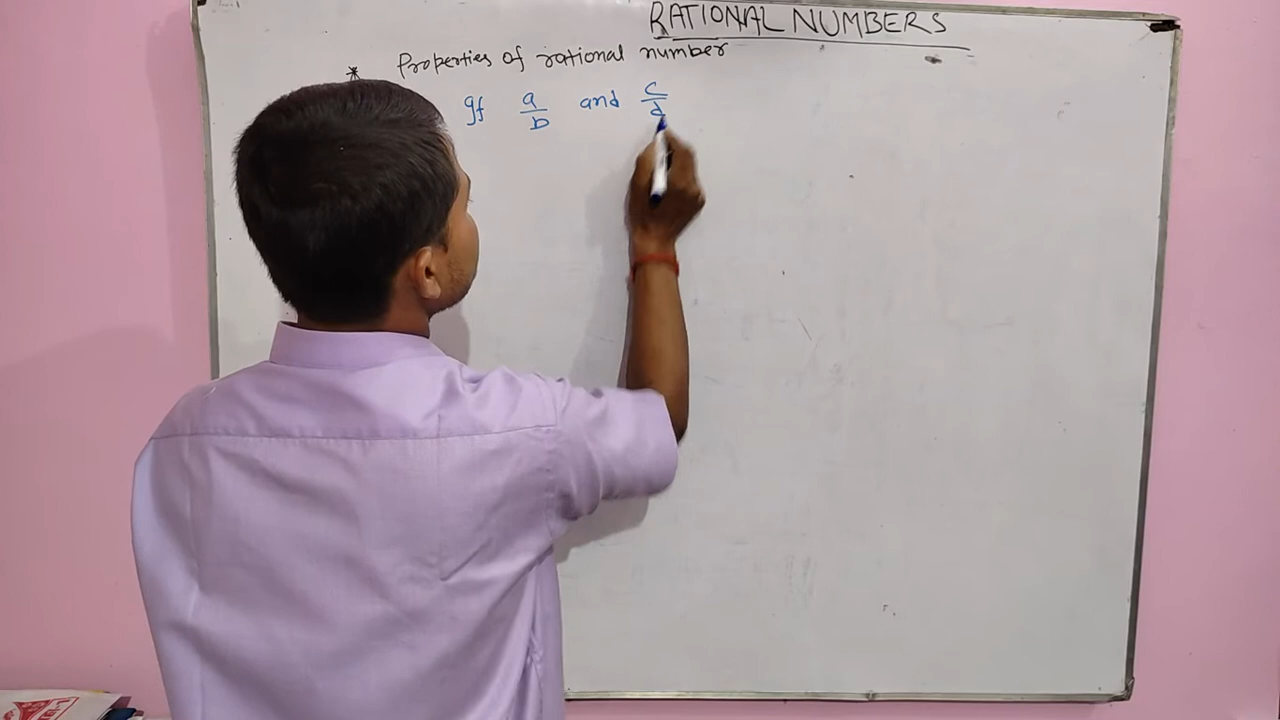 RATIONAL NUMBERS
* Properties of rational number
If a/b and c/d